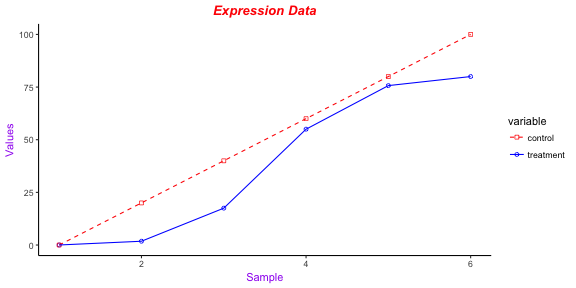 Expression Data
Values
100
75
50
25
0
2
4
6
Sample
variable
control
treatment